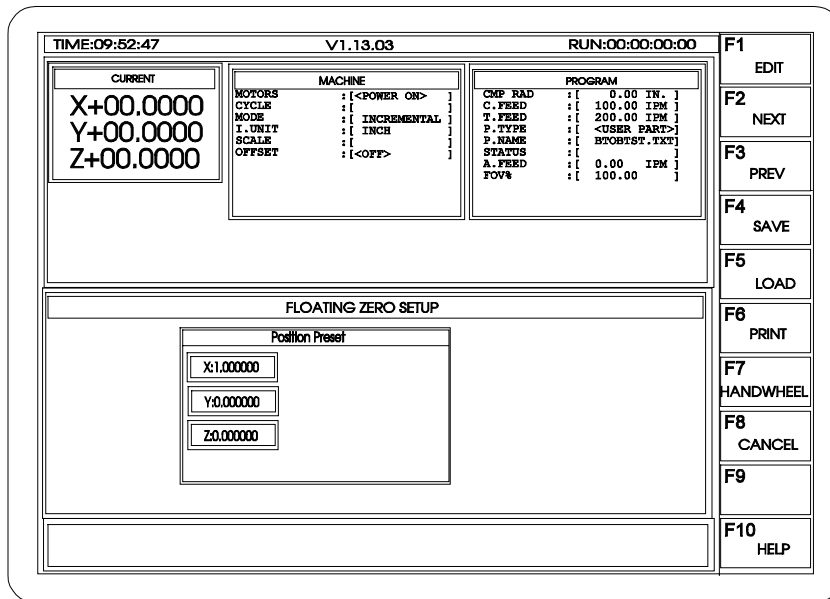 TIME:09:52:47 V1.13.03 RUN:00:00:00:00
CURRENT
X+00.0000
Y+00.0000
Z+00.0000
MACHINE
MOTORS :[<POWER ON> ]
CYCLE :[ ]
MODE :[ INCREMENTAL ]
I.UNIT :[ INCH ]
SCALE :[ ]
OFFSET :[<OFF> ]
PROGRAM
CMP RAD :[ 0.00 IN. ]
C.FEED :[ 100.00 IPM ]
T.FEED :[ 200.00 IPM ]
P.TYPE :[ <USER PART>]
P.NAME :[ BTOBTST.TXT]
STATUS :[ ]
A.FEED :[ 0.00 IPM ]
FOV% :[ 100.00 ]
FLOATING ZERO SETUP
Position Preset
X:1.000000
Y:0.000000
Z:0.000000
F1
EDIT
F2
NEXT
F3
PREV
F4
SAVE
F5
LOAD
F6
PRINT
F7
HANDWHEEL
F8
CANCEL
F9
F10
HELP